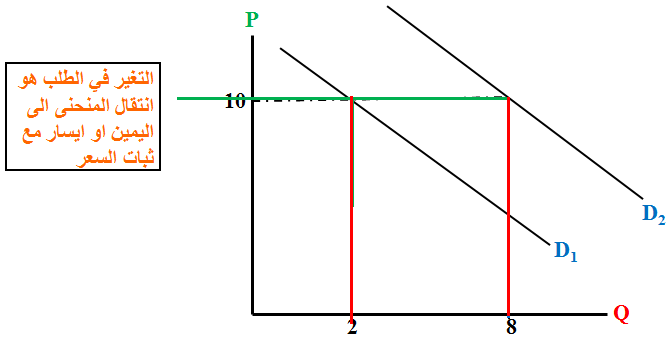 P
التغير في الطلب هو
انتقال المنحنى الى
اليمين او ايسار مع
ثبات السعر
10
D2
D1
Q
2
8